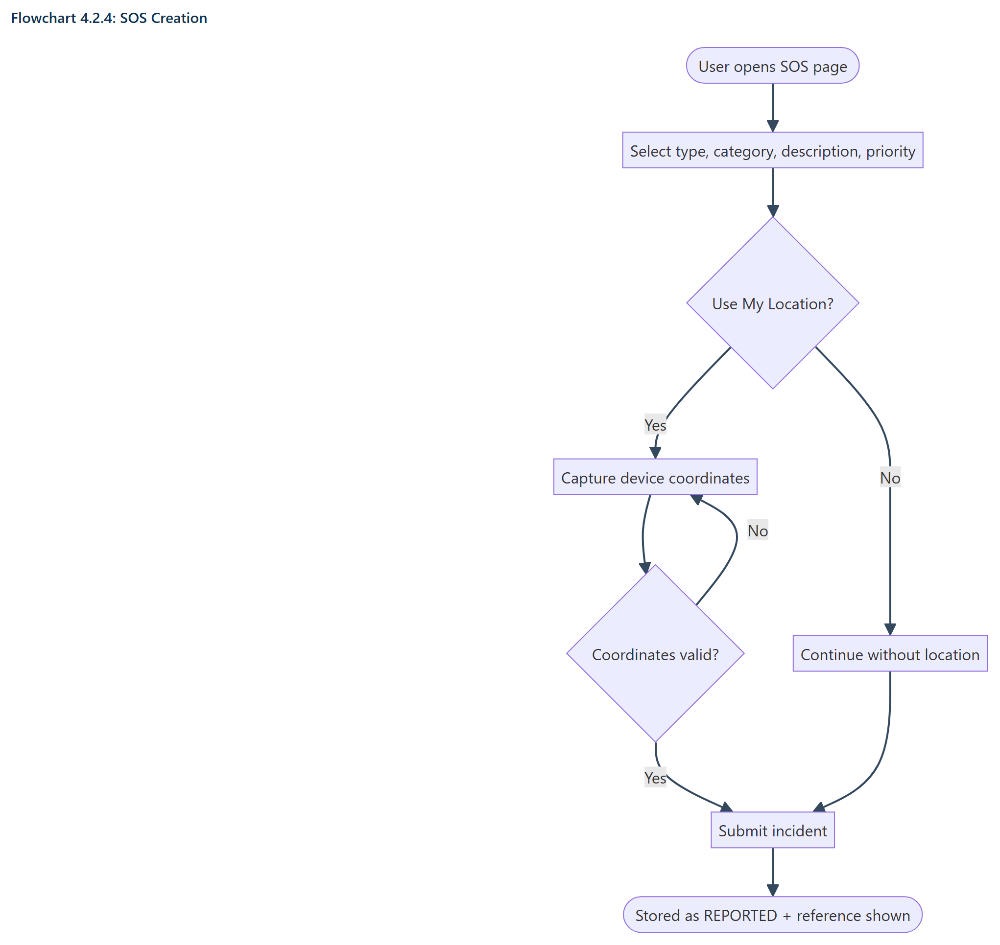 Flowchart 4.2.4: SOS Creation
User opens SOS page
Select type, category, description, priority
Use My Location?
Yes
Capture device coordinates
No
No
Coordinates valid?
Continue without location
Yes
Submit incident
Stored as REPORTED + reference shown